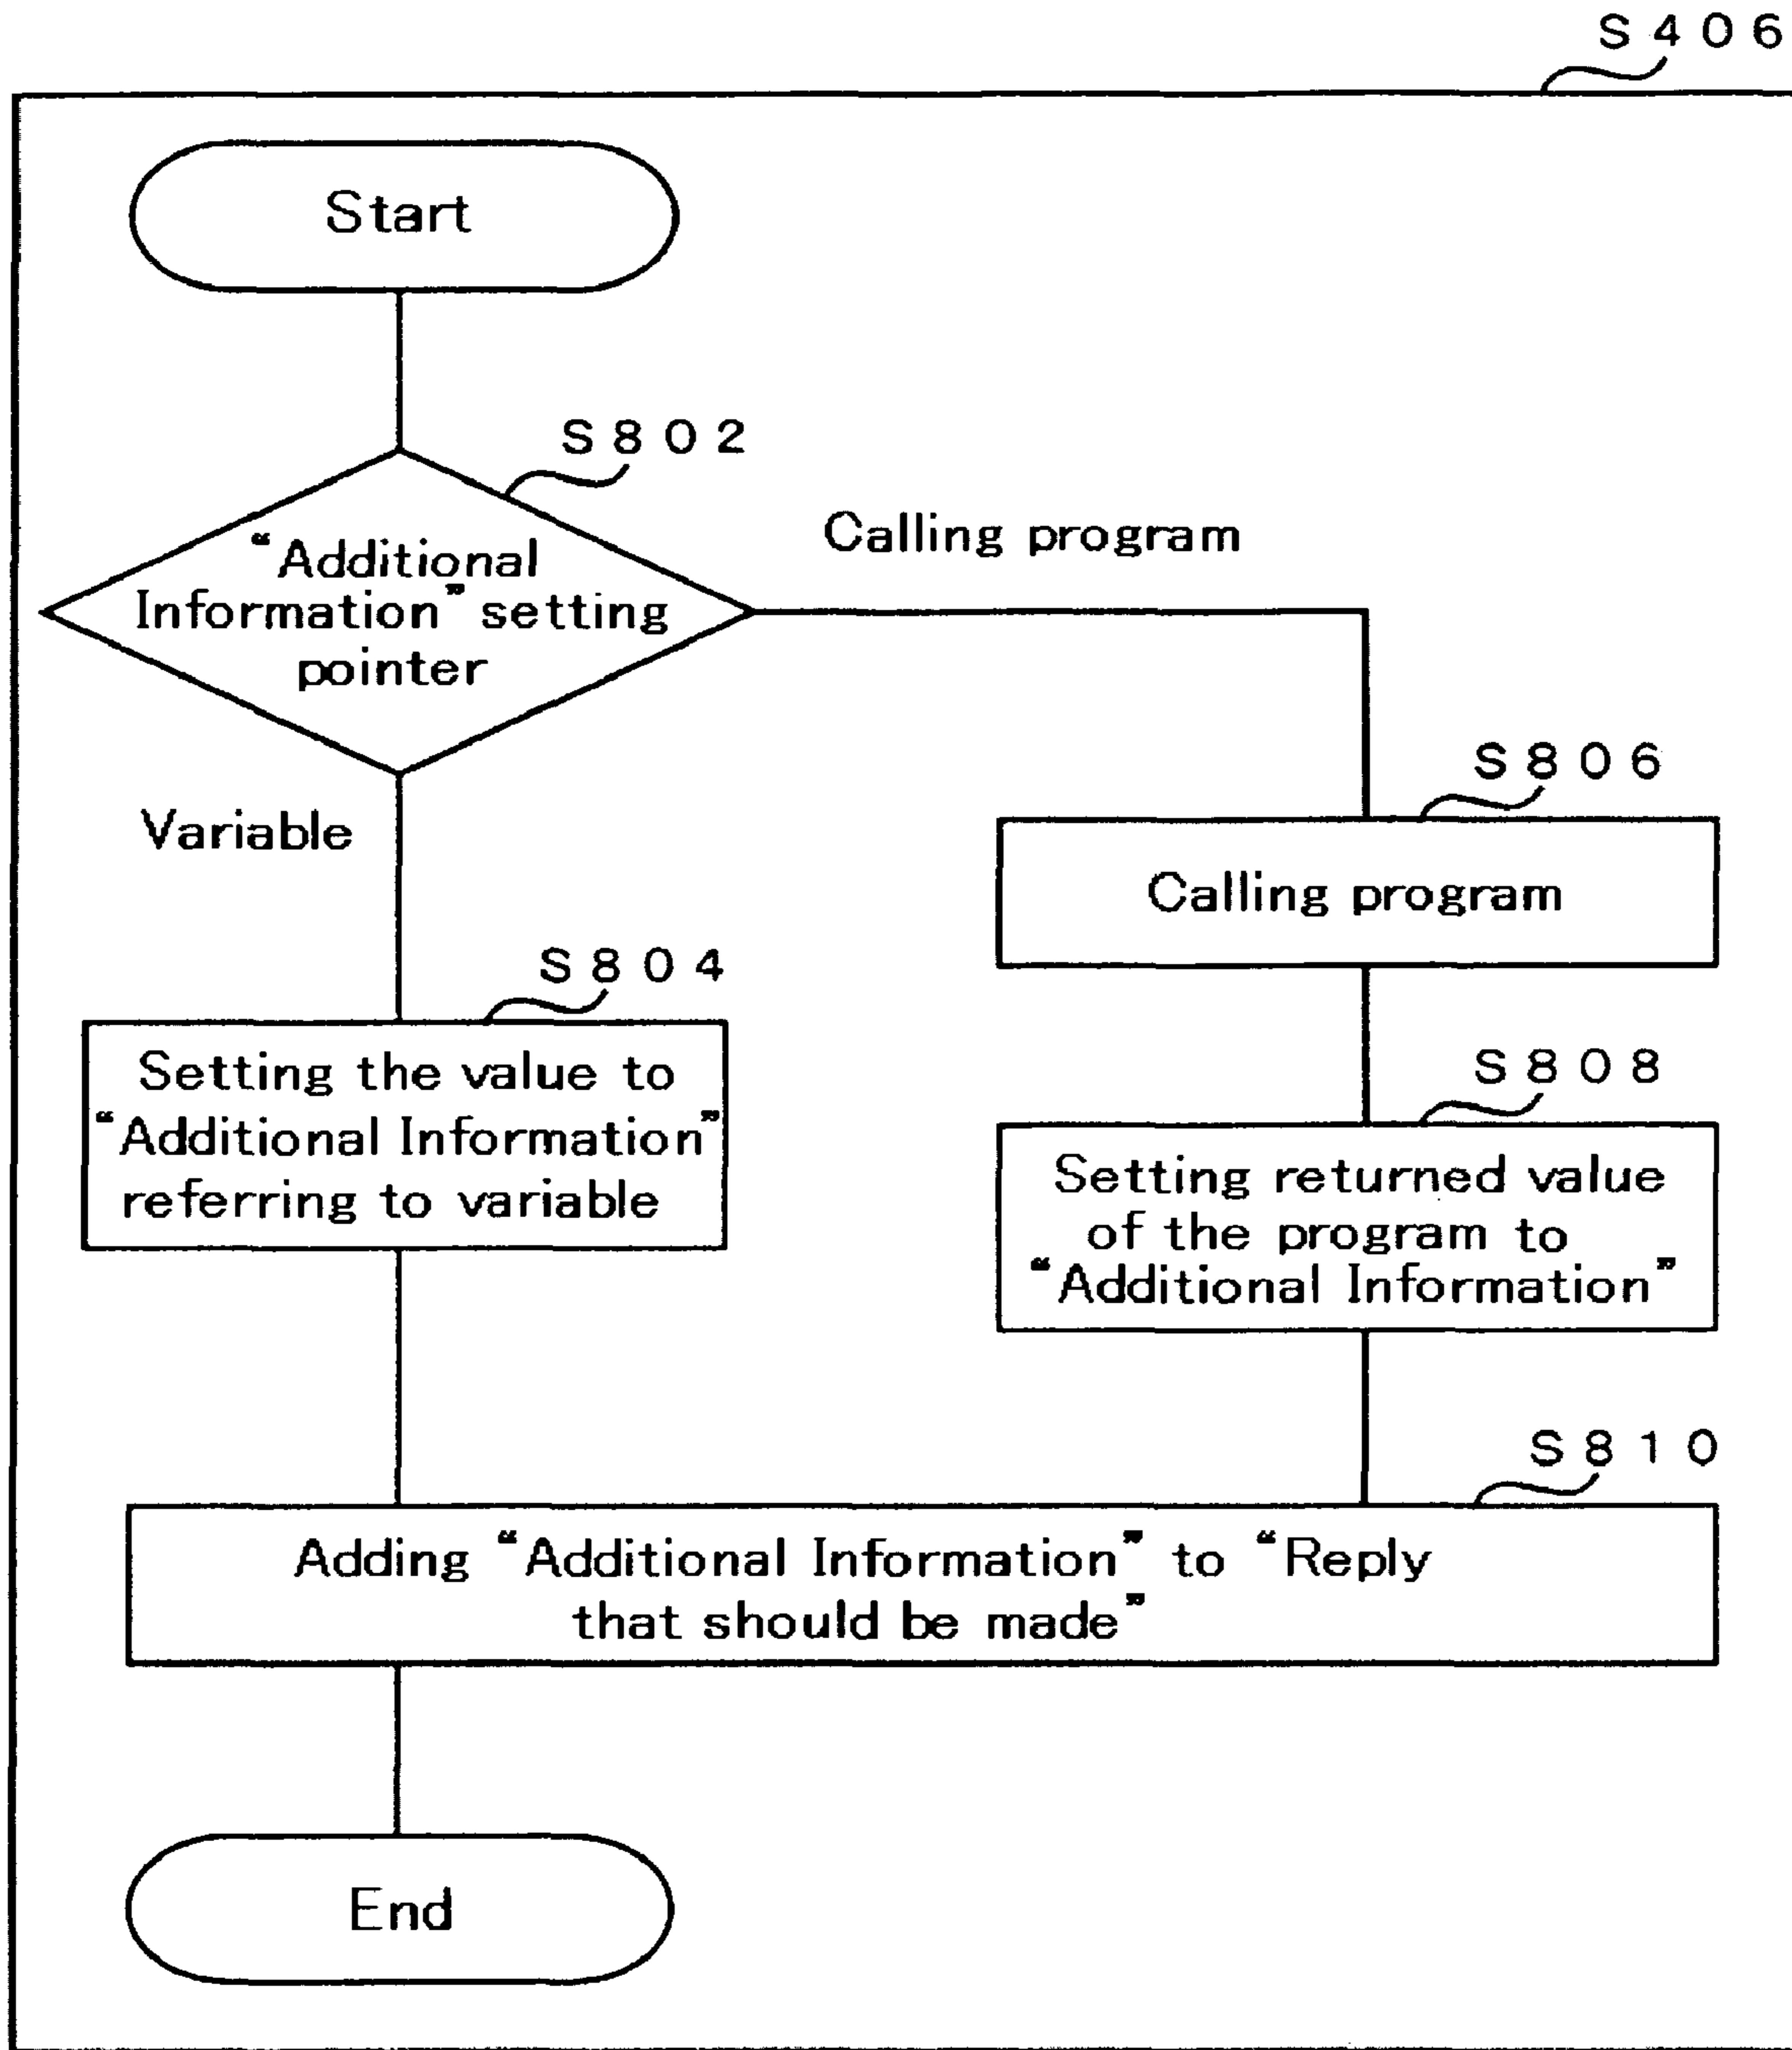 S406
Start
S802
“Additional
Information” setting
pointer
Calling program
Variable
S806
Calling program
S804
Setting the value to
“Additional Information”
referring to variable
S808
Setting returned value
of the program to
“Additional Information”
S810
Adding “Additional Information” to “Reply
that should be made”
End